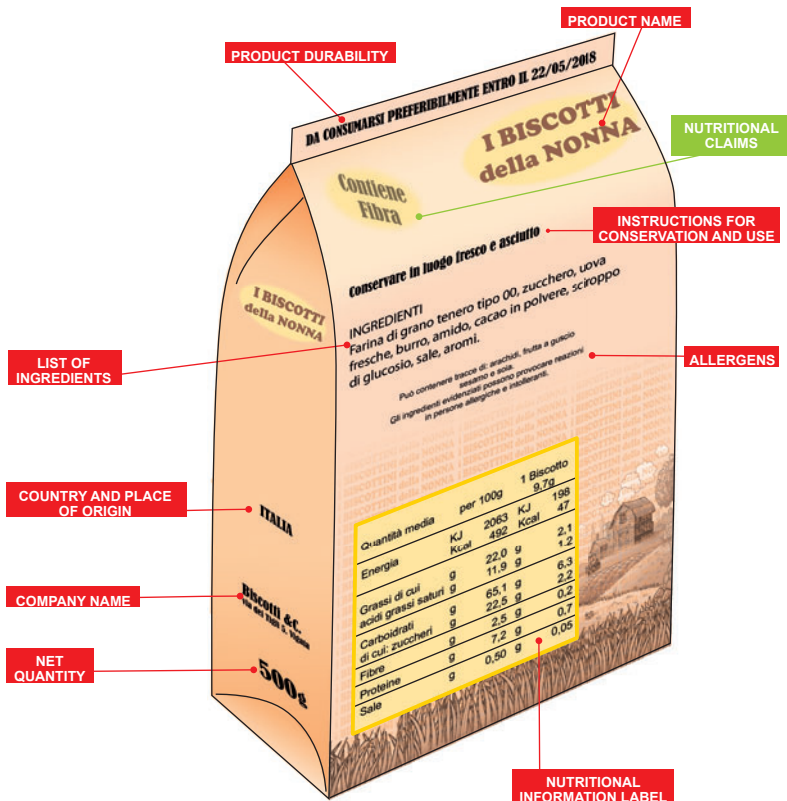 PRODUCT NAME
PRODUCT DURABILITY
DA CONSUMARSI PREFERIBILMENTE ENTRO IL 22/05/2018
I BISCOTTI
della NONNA
NUTRITIONAL
CLAIMS
Contiene
Fibra
INSTRUCTIONS FOR
CONSERVATION AND USE
Conservare in luogo fresco e asciutto
I BISCOTTI
della NONNA
INGREDIENTI
Farina di grano tenero tipo 00, zucchero, uova
fresche, burro, amido, cacao in polvere, sciroppo
di glucosio, sale, aromi.
LIST OF
INGREDIENTS
ALLERGENS
Può contenere tracce di: arachidi, frutta a guscio
sesamo e soia.
Gli ingredienti evidenziati possono provocare reazioni
in persone allergiche e intolleranti.
COUNTRY AND PLACE
OF ORIGIN
ITALIA
Quantità media per 100g 1 Biscotto
9,7g
Energia KJ 2063 KJ 198
Kcal 492 Kcal 47
Grassi di cui g 22,0 g 2,1
acidi grassi saturi g 11,9 g 1.2
Carboidrati g 65,1 g 6,3
di cui: zuccheri g 22,5 g 2,2
Fibre g 2,5 g 0,2
Proteine g 7,2 g 0,7
Sale g 0,50 g 0,05
COMPANY NAME
Biscotti &C.,
NET
QUANTITY
500g
NUTRITIONAL
INFORMATION LABEL